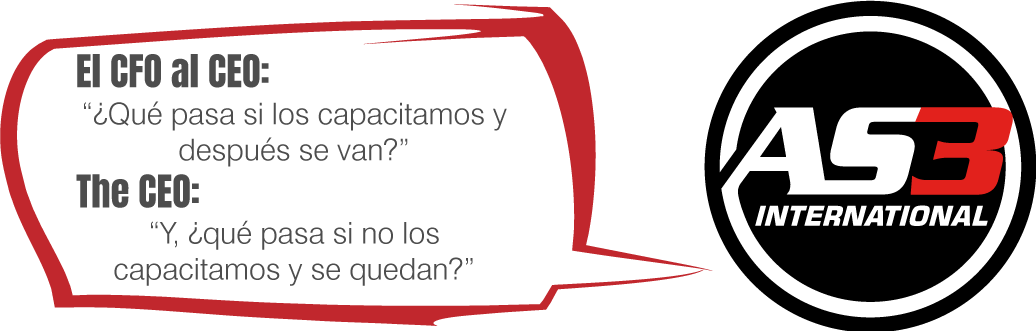 El CFO al CEO:
“¿Qué pasa si los capacitamos y
después se van?”
The CEO:
“Y, ¿qué pasa si no los
capacitamos y se quedan?”
AS3
INTERNATIONAL